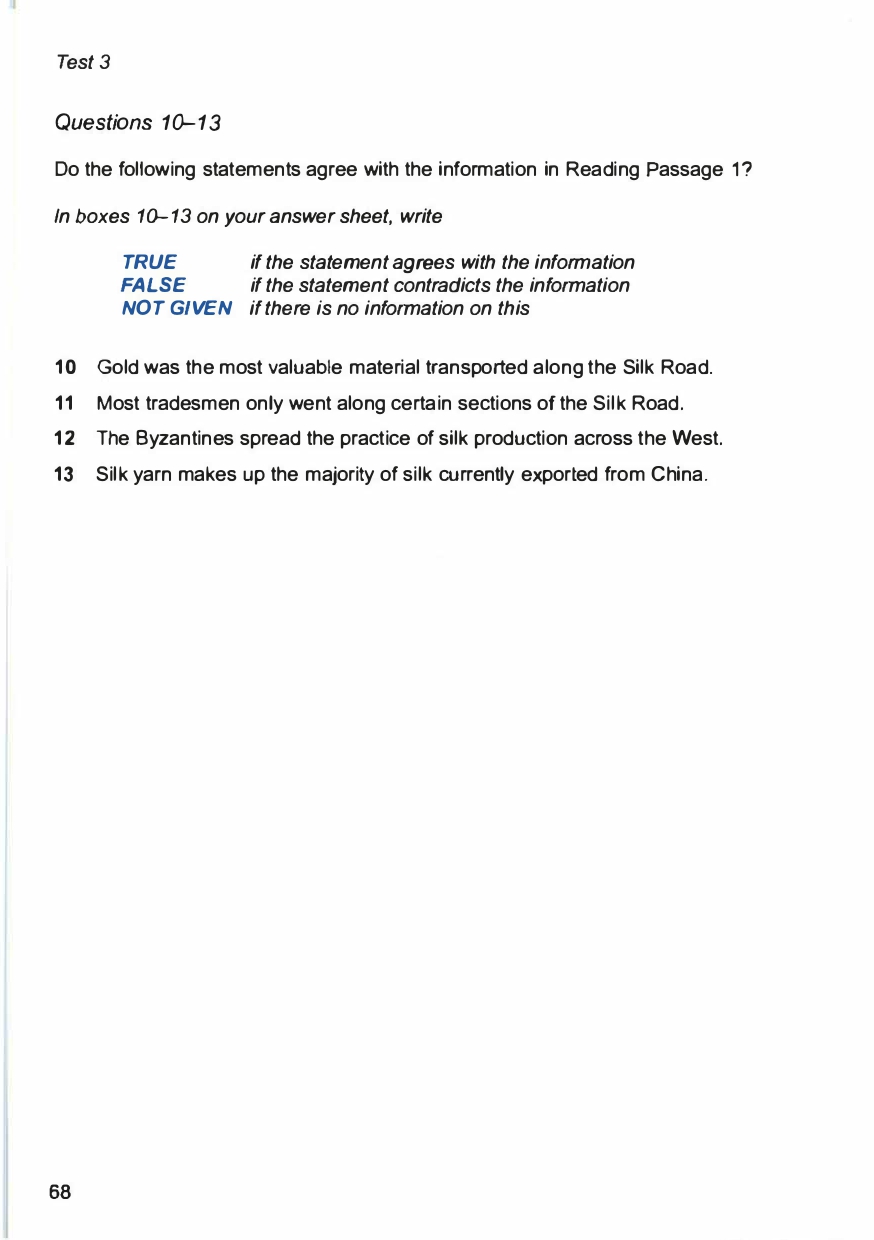 Test 3
Questions 10–13
Do the following statements agree with the information in Reading Passage 1?
In boxes 10–13 on your answer sheet, write
TRUE if the statement agrees with the information
FALSE if the statement contradicts the information
NOT GIVEN if there is no information on this
10 Gold was the most valuable material transported along the Silk Road.
11 Most tradesmen only went along certain sections of the Silk Road.
12 The Byzantines spread the practice of silk production across the West.
13 Silk yarn makes up the majority of silk currently exported from China.
68